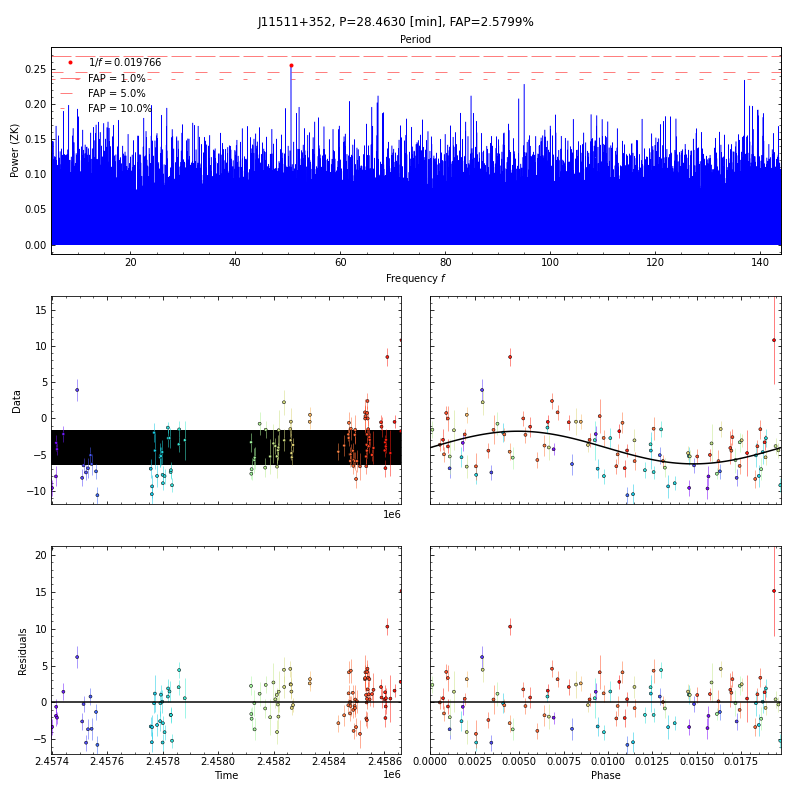 J11511+352, P=28.4630 [min], FAP=2.5799%
Period
Power (ZK)
0.25
0.20
0.15
0.10
0.05
0.00
1/f = 0.019766
FAP = 1.0%
FAP = 5.0%
FAP = 10.0%
20
40
60
80
100
120
140
Frequency f
Data
15
10
5
0
−5
−10
1e6
Residuals
20
15
10
5
0
−5
2.4574
2.4576
2.4578
2.4580
2.4582
2.4584
2.4586
1e6
Time
0.0000
0.0025
0.0050
0.0075
0.0100
0.0125
0.0150
0.0175
Phase